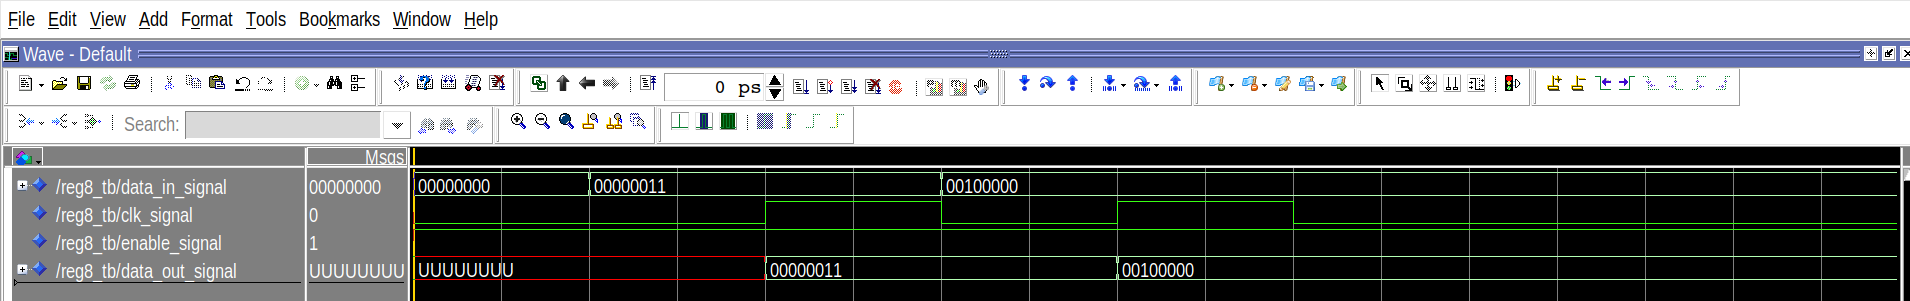 File Edit View Add Format Tools Bookmarks Window Help
Wave - Default
0 ps
Search:
Msgs
/reg8_tb/data_in_signal 00000000 00000000 00000011 00100000
/reg8_tb/clk_signal 0
/reg8_tb/enable_signal 1
/reg8_tb/data_out_signal UUUUUUUU UUUUUUUU 00000011 00100000